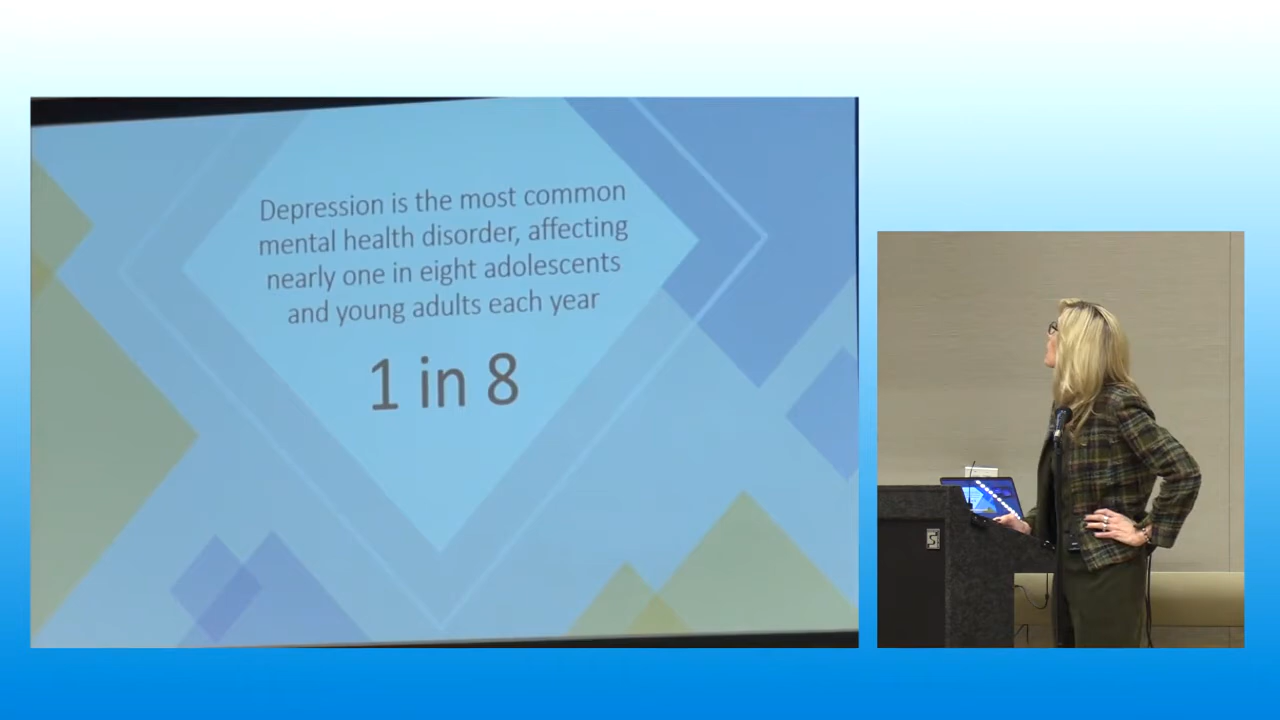 Depression is the most common
mental health disorder, affecting
nearly one in eight adolescents
and young adults each year
1 in 8